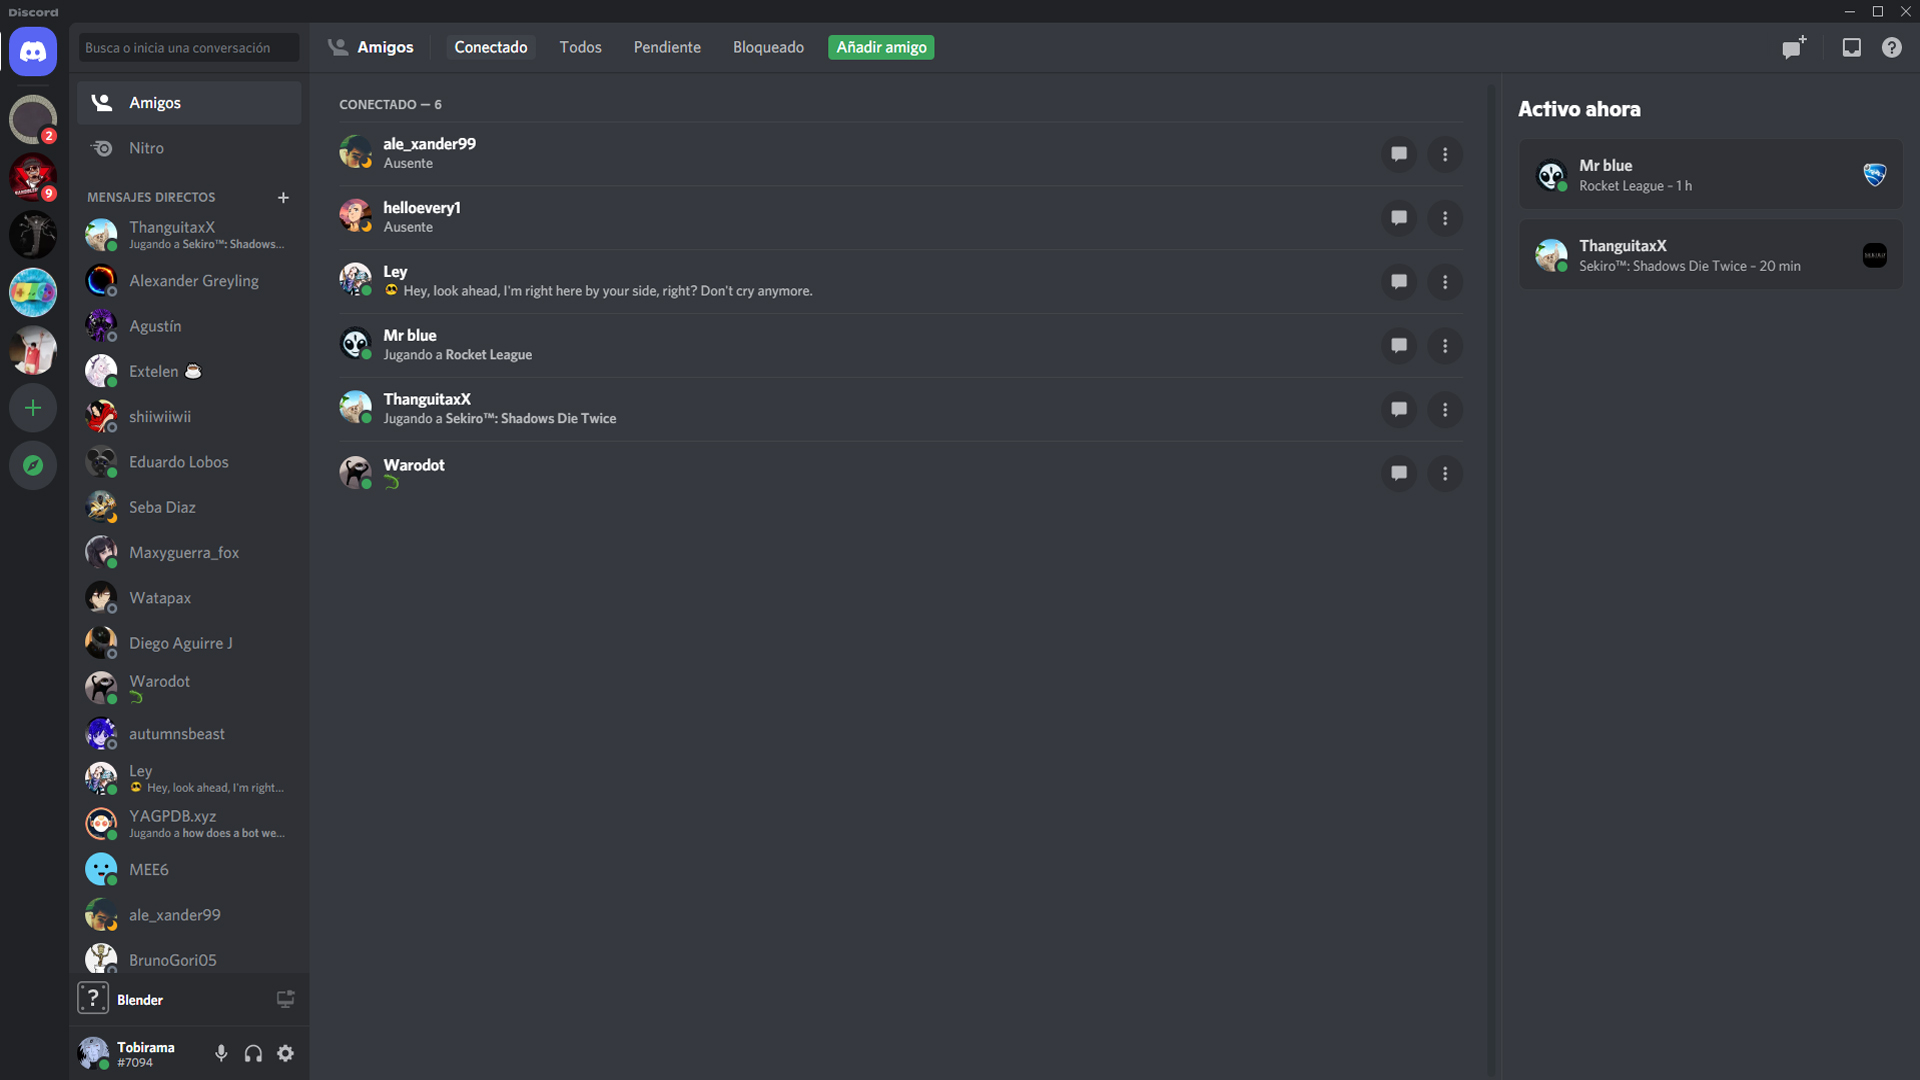 Discord
Busca o inicia una conversación
Amigos
Conectado
Todos
Pendiente
Bloqueado
Añadir amigo
2
9
Amigos
Nitro
MENSAJES DIRECTOS
ThanguitaxX
Jugando a Sekiro™: Shadows...
Alexander Greyling
Agustín
Extelen
shiiwiiwii
Eduardo Lobos
Seba Diaz
Maxyguerra_fox
Watapax
Diego Aguirre J
Warodot
autumnsbeast
Ley
Hey, look ahead, I'm right...
YAGPDB.xyz
Jugando a how does a bot we...
MEE6
ale_xander99
BrunoGori05
Blender
Tobirama
#7094
CONECTADO — 6
ale_xander99
Ausente
helloevery1
Ausente
Ley
Hey, look ahead, I'm right here by your side, right? Don't cry anymore.
Mr blue
Jugando a Rocket League
ThanguitaxX
Jugando a Sekiro™: Shadows Die Twice
Warodot
Activo ahora
Mr blue
Rocket League – 1 h
ThanguitaxX
Sekiro™: Shadows Die Twice – 20 min